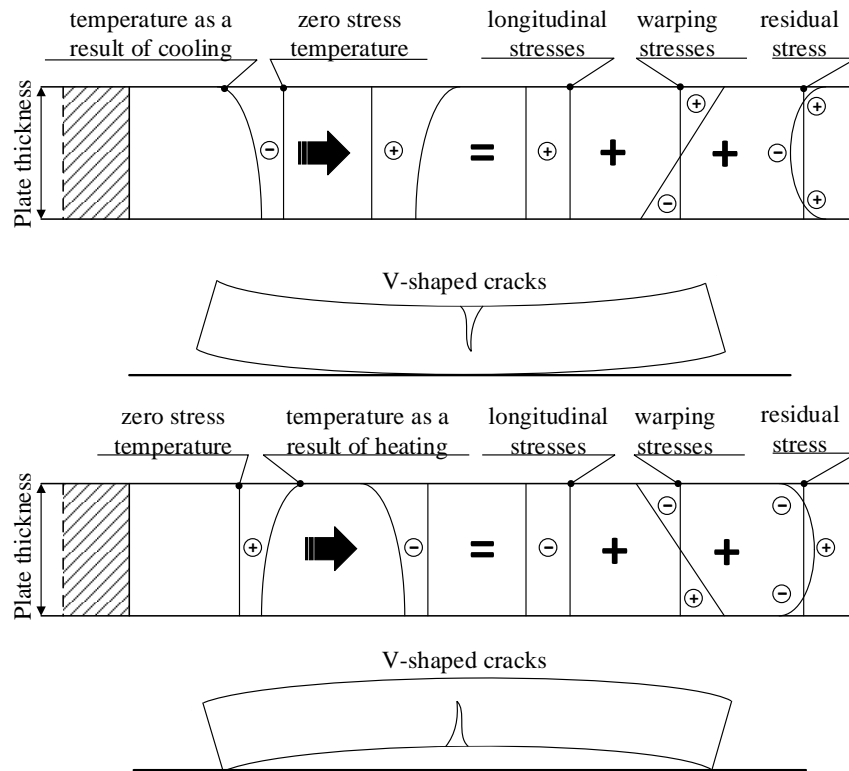 temperature as a
result of cooling
zero stress
temperature
longitudinal
stresses
warping
stresses
residual
stress
Plate thickness
- + = + + + - + + - +
V-shaped cracks
zero stress
temperature
temperature as a
result of heating
longitudinal
stresses
warping
stresses
residual
stress
Plate thickness
+ - = - + - + + - + -
V-shaped cracks